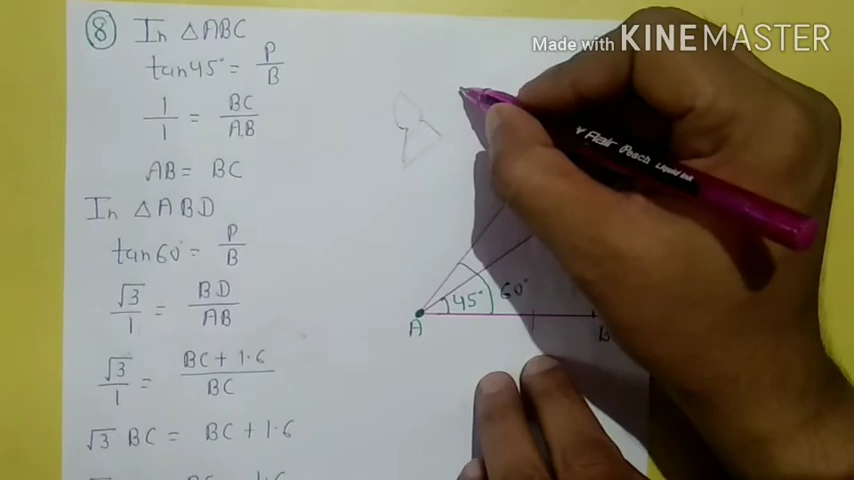 Made with KINEMASTER
8 In △ABC
tan45° = P/B
1/1 = BC/AB
AB = BC
In △ABD
tan60° = P/B
√3/1 = BD/AB
√3/1 = BC + 1.6/BC
√3 BC = BC + 1.6
Flair Peach Liquid Ink
45° 60°
A B